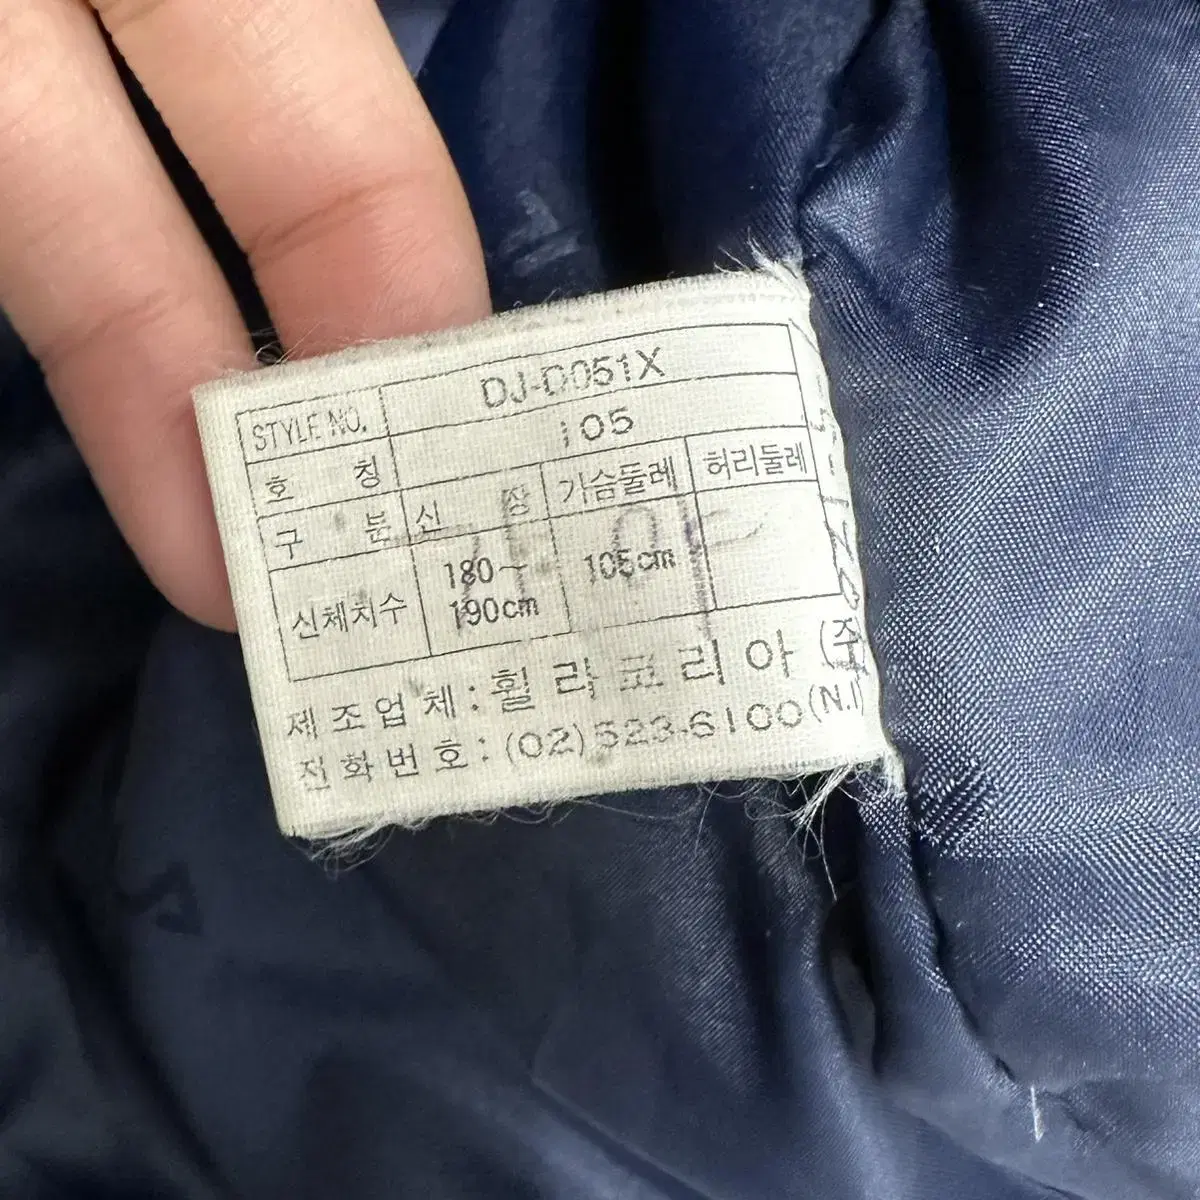 STYLE NO. DJ-D051X
호 칭 105
구 분 신 장 가슴둘레 허리둘레
신체치수 180~ 190cm 105cm
제조업체: 휠라코리아(주
전화번호: (02)523-6100(N.I